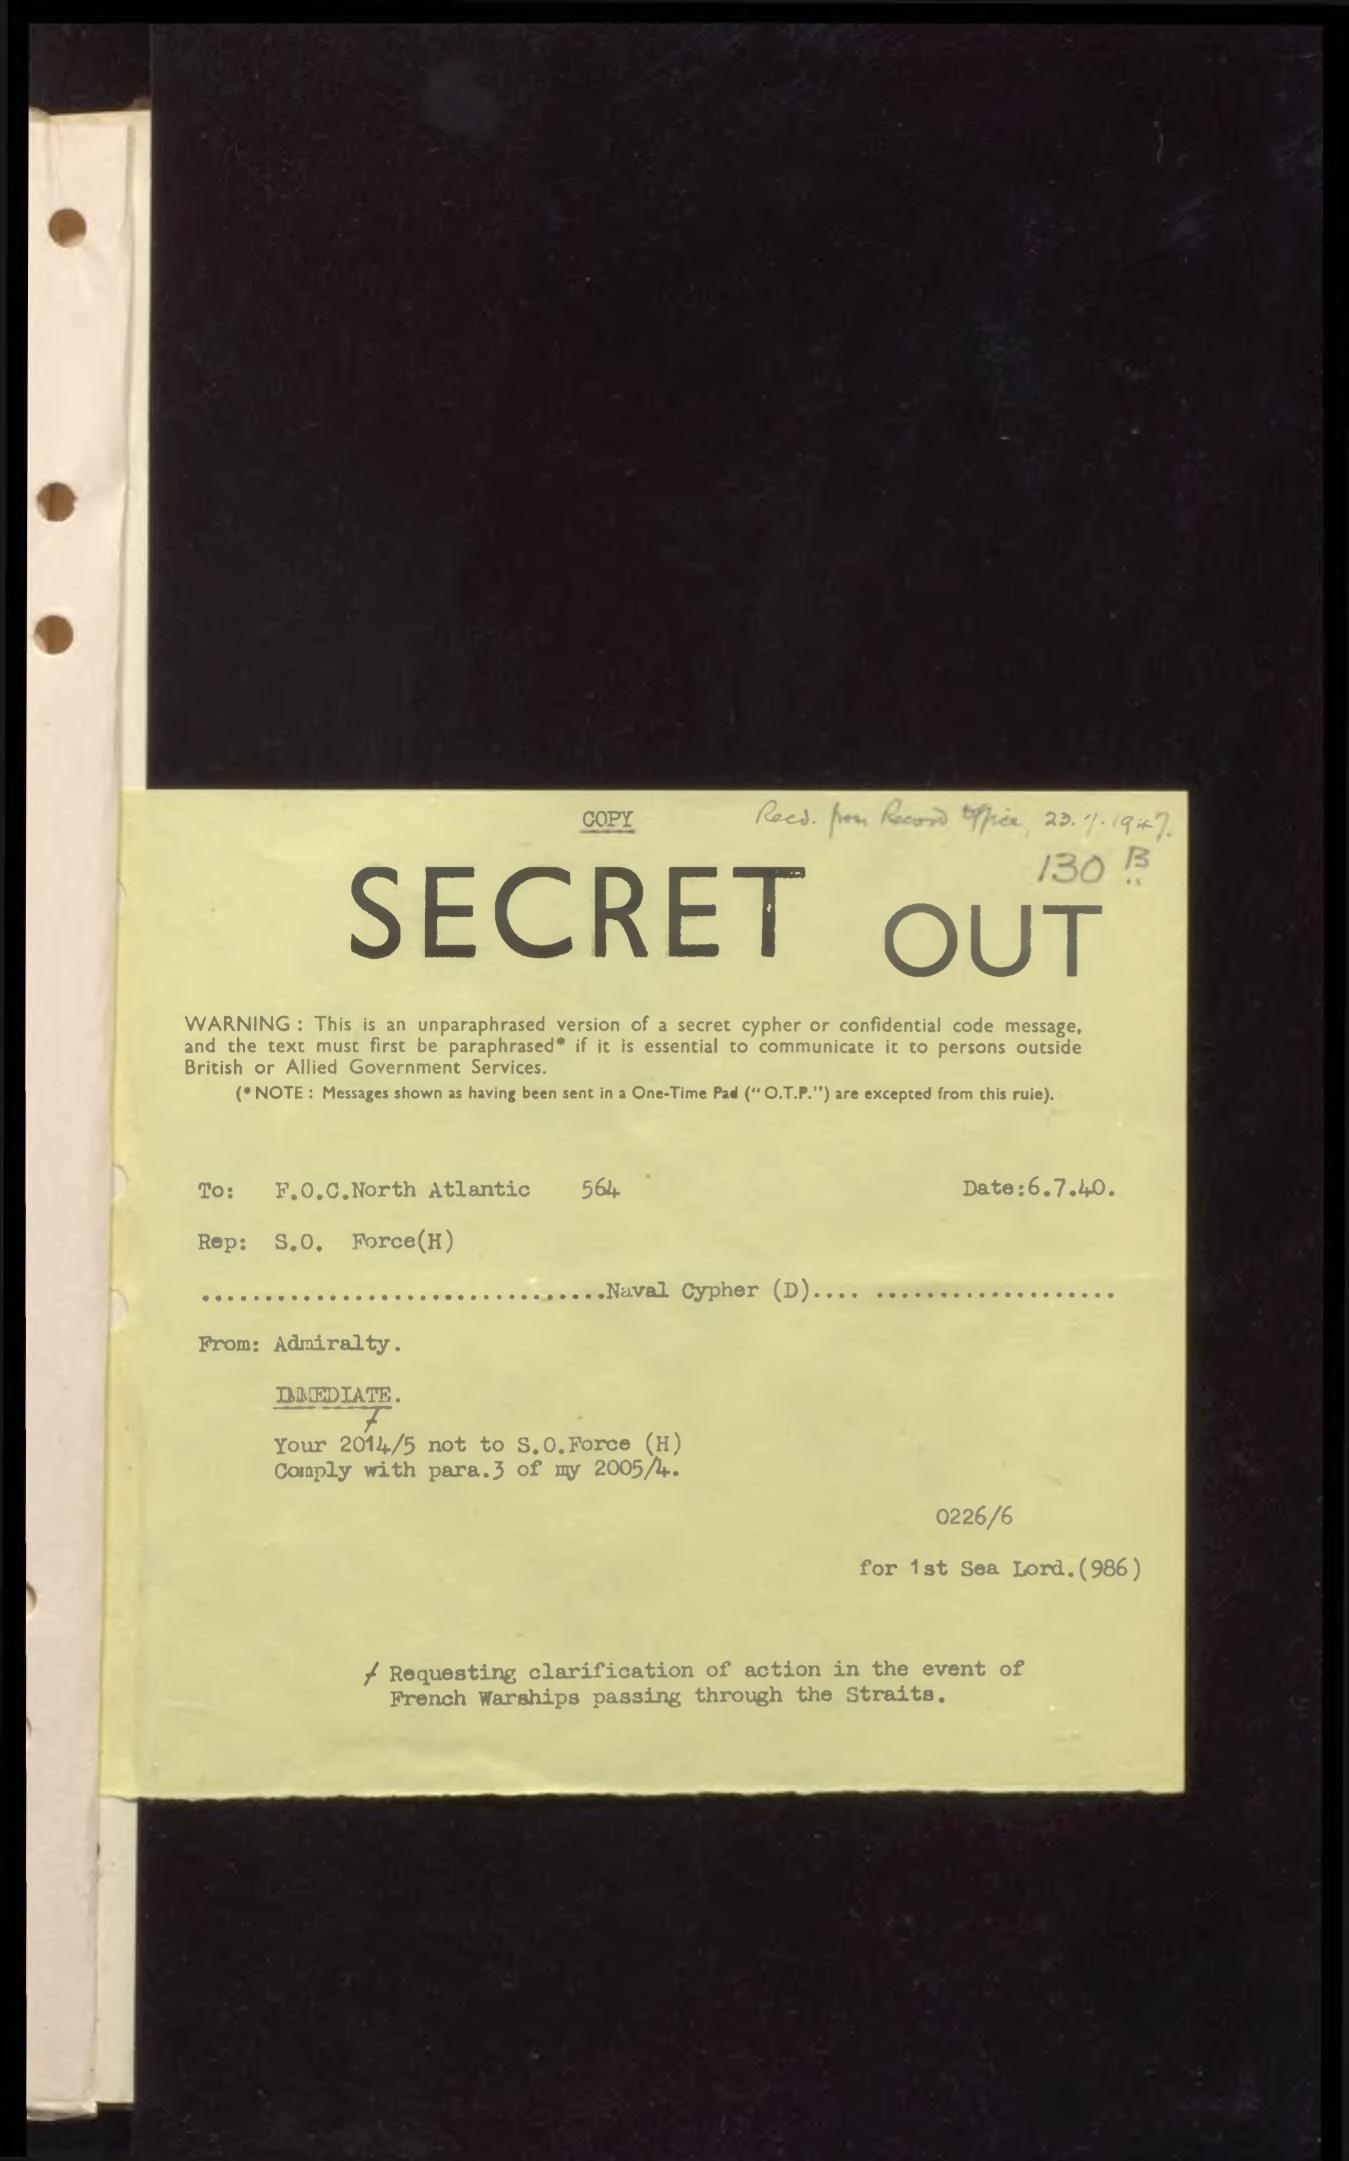 COPY
Recd. from Record Office, 23.7.1947.
130 B
SECRET OUT
WARNING : This is an unparaphrased version of a secret cypher or confidential code message,
and the text must first be paraphrased* if it is essential to communicate it to persons outside
British or Allied Government Services.
(* NOTE : Messages shown as having been sent in a One-Time Pad (" O.T.P.") are excepted from this rule).
To: F.O.C.North Atlantic 564 Date:6.7.40.
Rep: S.O. Force(H)
................................Naval Cypher (D).... ...................
From: Admiralty.
IMMEDIATE.
/
Your 2014/5 not to S.O.Force (H)
Comply with para.3 of my 2005/4.
0226/6
for 1st Sea Lord.(986)
/ Requesting clarification of action in the event of
French Warships passing through the Straits.